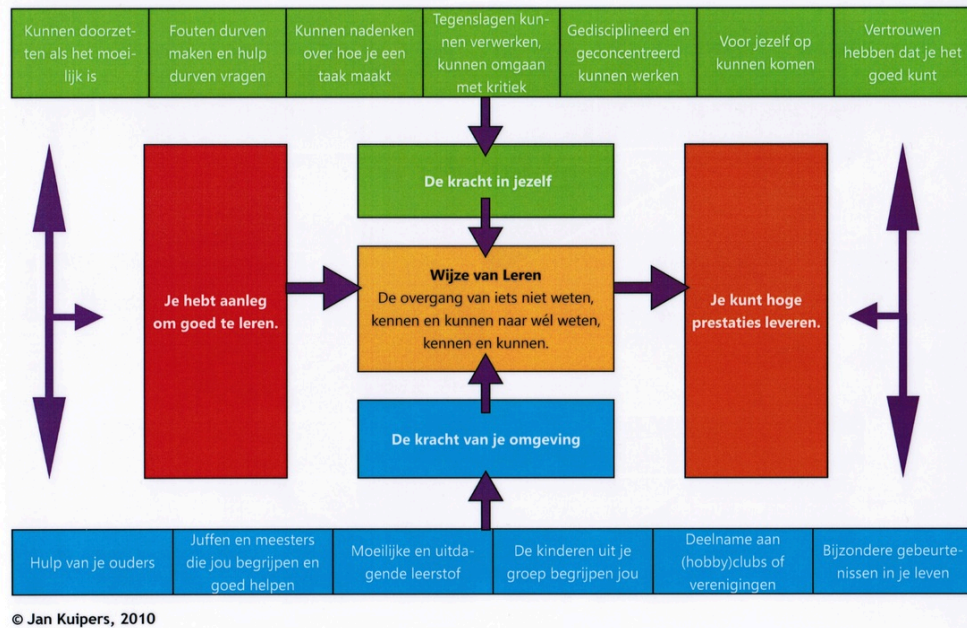 Kunnen doorzet-
ten als het moei-
lijk is
Fouten durven
maken en hulp
durven vragen
Kunnen nadenken
over hoe je een
taak maakt
Tegenslagen kun-
nen verwerken,
kunnen omgaan
met kritiek
Gedisciplineerd en
geconcentreerd
kunnen werken
Voor jezelf op
kunnen komen
Vertrouwen
hebben dat je het
goed kunt
De kracht in jezelf
Je hebt aanleg
om goed te leren.
Wijze van Leren
De overgang van iets niet weten,
kennen en kunnen naar wél weten,
kennen en kunnen.
Je kunt hoge
prestaties leveren.
De kracht van je omgeving
Hulp van je ouders
Juffen en meesters
die jou begrijpen en
goed helpen
Moeilijke en uitda-
gende leerstof
De kinderen uit je
groep begrijpen jou
Deelname aan
(hobby)clubs of
verenigingen
Bijzondere gebeurte-
nissen in je leven
© Jan Kuipers, 2010